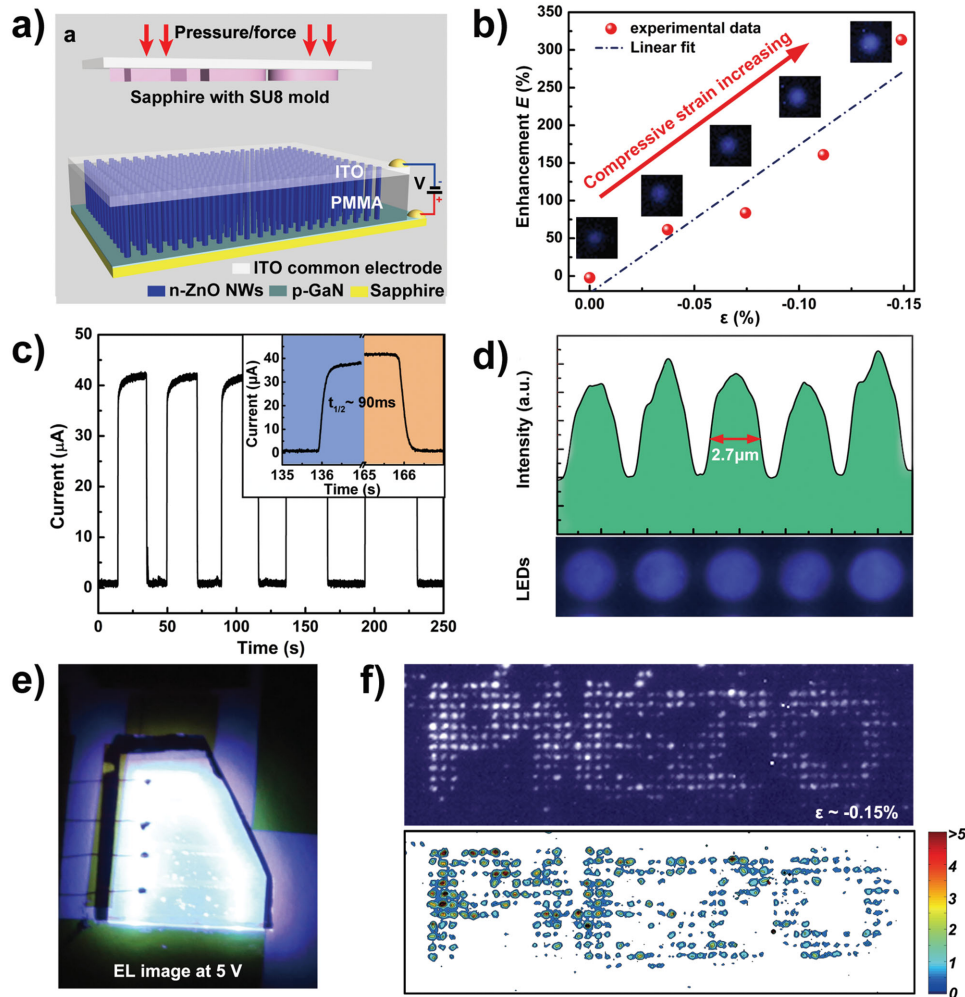 a)
a
Pressure/force
Sapphire with SU8 mold
ITO
PMMA
V
-
+
ITO common electrode
n-ZnO NWs
p-GaN
Sapphire
b)
experimental data
Linear fit
Compressive strain increasing
Enhancement E (%)
350
300
250
200
150
100
50
0
0.00
-0.05
-0.10
-0.15
ε (%)
c)
Current (μA)
50
40
30
20
10
0
0
50
100
150
200
250
Time (s)
Current (μA)
40
20
0
t1/2~ 90ms
135
136
165
166
Time (s)
d)
Intensity (a.u.)
2.7μm
LEDs
e)
EL image at 5 V
f)
PIEZO
ε ~ -0.15%
PIEZO
>5
4
3
2
1
0